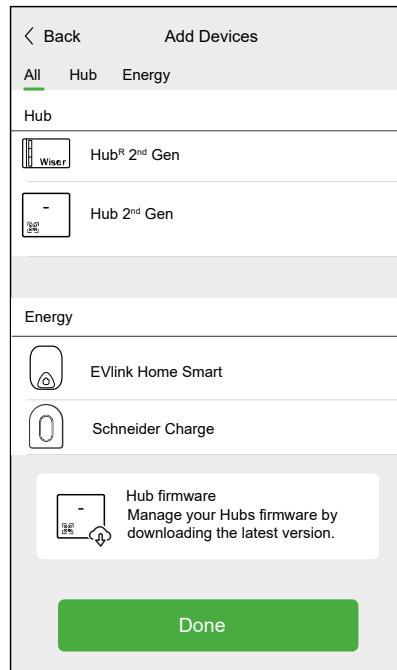 Back
Add Devices
All Hub Energy
Hub
Wiser
Hubᴿ 2ⁿᵈ Gen
Hub 2ⁿᵈ Gen
Energy
EVlink Home Smart
Schneider Charge
Hub firmware
Manage your Hubs firmware by
downloading the latest version.
Done